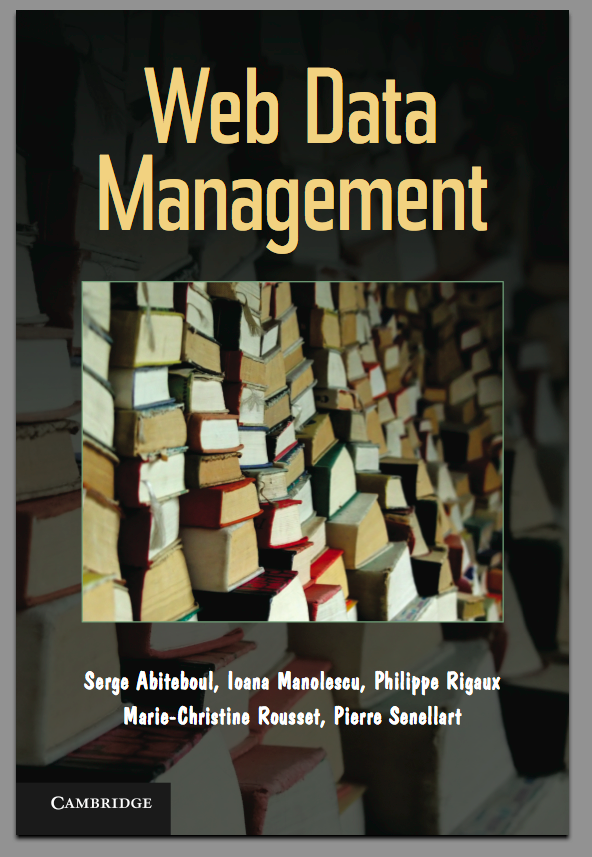 Web Data
Management
Serge Abiteboul, Ioana Manolescu, Philippe Rigaux
Marie-Christine Rousset, Pierre Senellart
CAMBRIDGE